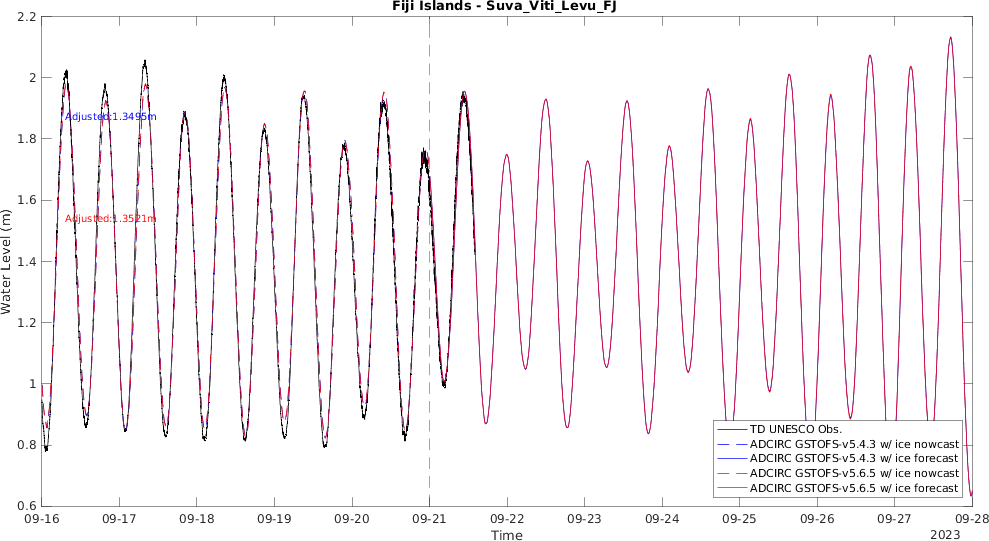 Fiji Islands - Suva_Viti_Levu_FJ
2.2
2
1.8
1.6
1.4
1.2
1
0.8
0.6
Water Level (m)
Adjusted:1.3495m
Adjusted:1.3521m
TD UNESCO Obs.
ADCIRC GSTOFS-v5.4.3 w/ ice nowcast
ADCIRC GSTOFS-v5.4.3 w/ ice forecast
ADCIRC GSTOFS-v5.6.5 w/ ice nowcast
ADCIRC GSTOFS-v5.6.5 w/ ice forecast
09-16 09-17 09-18 09-19 09-20 09-21 09-22 09-23 09-24 09-25 09-26 09-27 09-28
Time
2023